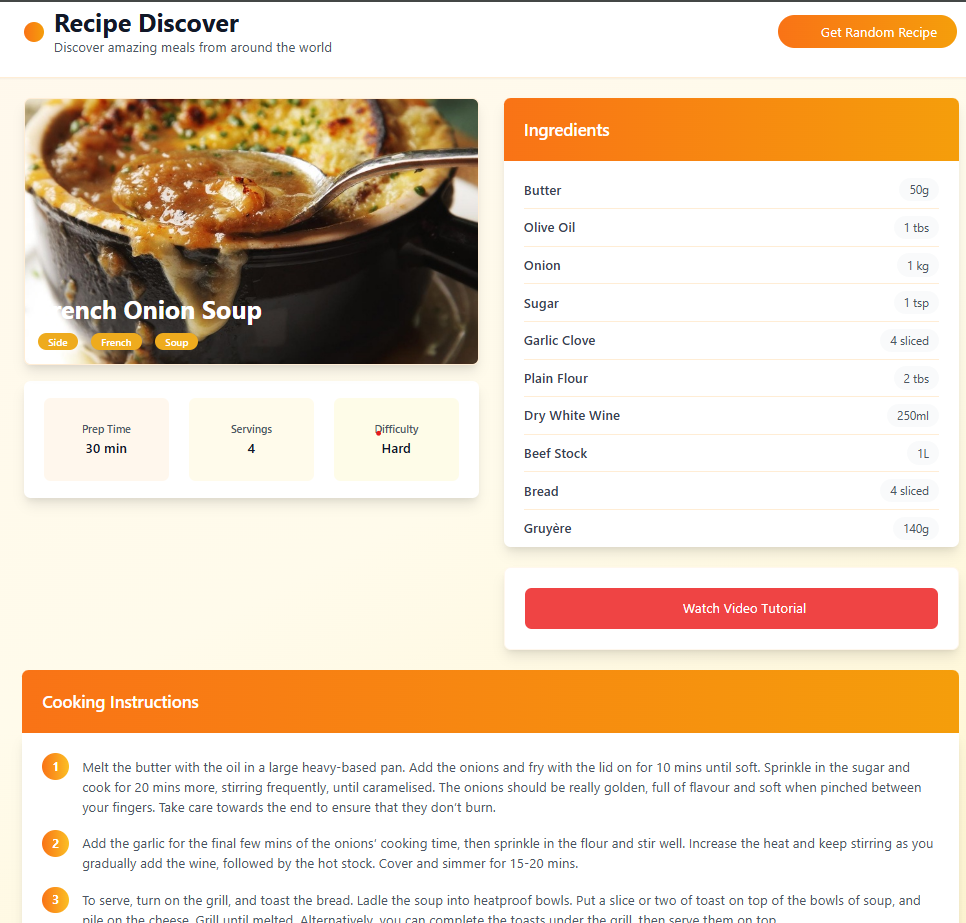 Recipe Discover
Discover amazing meals from around the world
Get Random Recipe
French Onion Soup
Side
French
Soup
Prep Time
30 min
Servings
4
Difficulty
Hard
Ingredients
Butter 50g
Olive Oil 1 tbs
Onion 1 kg
Sugar 1 tsp
Garlic Clove 4 sliced
Plain Flour 2 tbs
Dry White Wine 250ml
Beef Stock 1L
Bread 4 sliced
Gruyère 140g
Watch Video Tutorial
Cooking Instructions
1 Melt the butter with the oil in a large heavy-based pan. Add the onions and fry with the lid on for 10 mins until soft. Sprinkle in the sugar and
cook for 20 mins more, stirring frequently, until caramelised. The onions should be really golden, full of flavour and soft when pinched between
your fingers. Take care towards the end to ensure that they don’t burn.
2 Add the garlic for the final few mins of the onions’ cooking time, then sprinkle in the flour and stir well. Increase the heat and keep stirring as you
gradually add the wine, followed by the hot stock. Cover and simmer for 15-20 mins.
3 To serve, turn on the grill, and toast the bread. Ladle the soup into heatproof bowls. Put a slice or two of toast on top of the bowls of soup, and
pile on the cheese. Grill until melted. Alternatively, you can complete the toasts under the grill, then serve them on top.